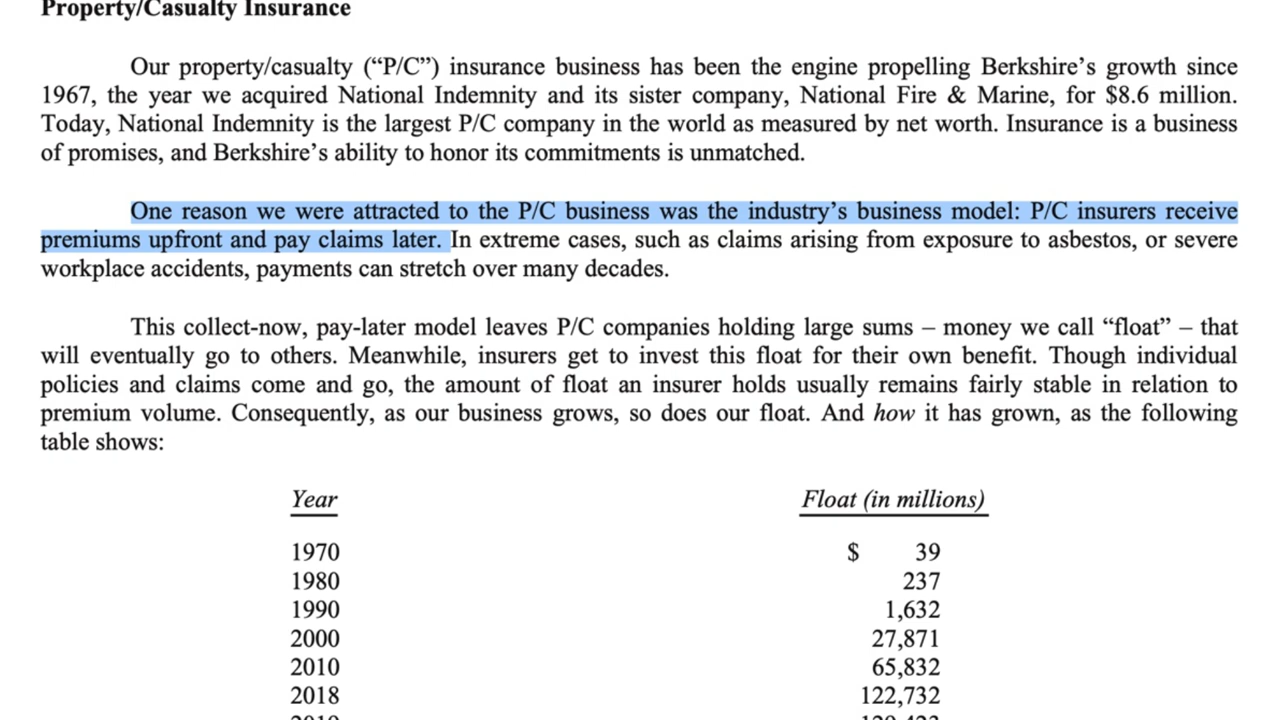 Property/Casualty Insurance
Our property/casualty (“P/C”) insurance business has been the engine propelling Berkshire’s growth since
1967, the year we acquired National Indemnity and its sister company, National Fire & Marine, for $8.6 million.
Today, National Indemnity is the largest P/C company in the world as measured by net worth. Insurance is a business
of promises, and Berkshire’s ability to honor its commitments is unmatched.
One reason we were attracted to the P/C business was the industry’s business model: P/C insurers receive
premiums upfront and pay claims later. In extreme cases, such as claims arising from exposure to asbestos, or severe
workplace accidents, payments can stretch over many decades.
This collect-now, pay-later model leaves P/C companies holding large sums – money we call “float” – that
will eventually go to others. Meanwhile, insurers get to invest this float for their own benefit. Though individual
policies and claims come and go, the amount of float an insurer holds usually remains fairly stable in relation to
premium volume. Consequently, as our business grows, so does our float. And how it has grown, as the following
table shows:
Year Float (in millions)
1970 $ 39
1980 237
1990 1,632
2000 27,871
2010 65,832
2018 122,732